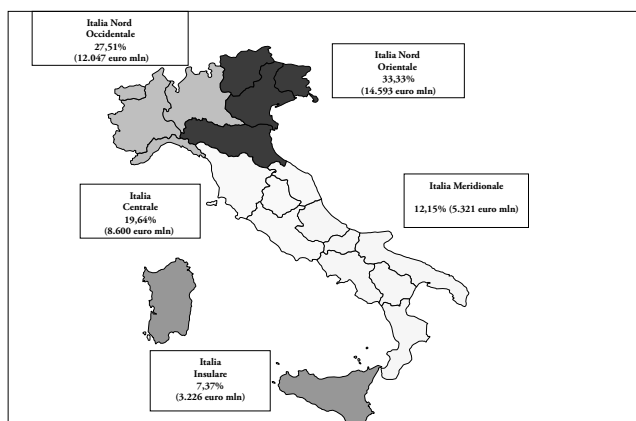 Italia Nord
Occidentale
27,51%
(12.047 euro mln)
Italia Nord
Orientale
33,33%
(14.593 euro mln)
Italia
Centrale
19,64%
(8.600 euro mln)
Italia Meridionale
12,15% (5.321 euro mln)
Italia
Insulare
7,37%
(3.226 euro mln)